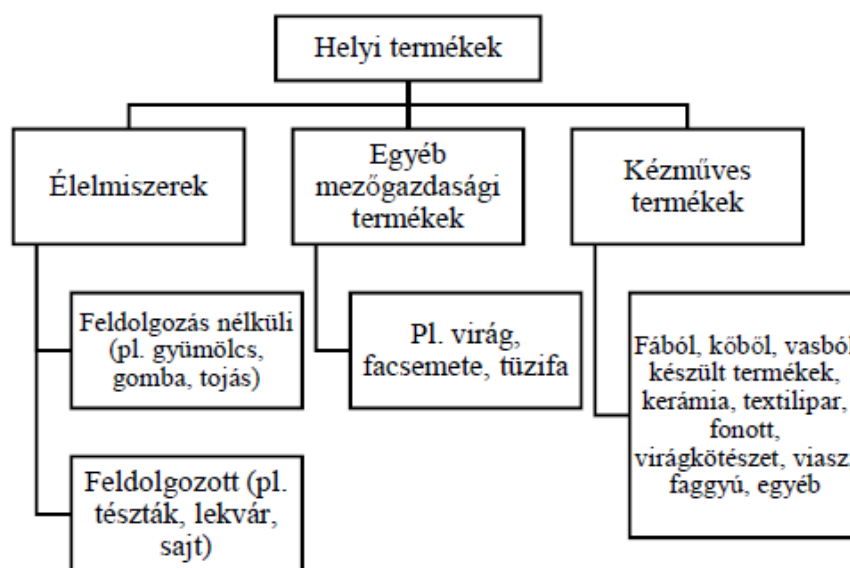 Helyi termékek
Élelmiszerek
Egyéb
mezőgazdasági
termékek
Kézműves
termékek
Feldolgozás nélküli
(pl. gyümölcs,
gomba, tojás)
Pl. virág,
facsemete, tüzifa
Fából, kőből, vasból
készült termékek,
kerámia, textilipar,
fonott,
virágkötészet, viasz,
faggyú, egyéb
Feldolgozott (pl.
tészták, lekvár,
sajt)